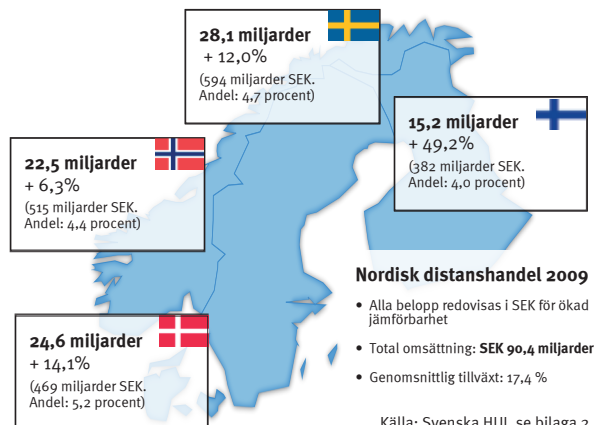 28,1 miljarder
+ 12,0%
(594 miljarder SEK.
Andel: 4,7 procent)
15,2 miljarder
+ 49,2%
(382 miljarder SEK.
Andel: 4,0 procent)
22,5 miljarder
+ 6,3%
(515 miljarder SEK.
Andel: 4,4 procent)
24,6 miljarder
+ 14,1%
(469 miljarder SEK.
Andel: 5,2 procent)
Nordisk distanshandel 2009
• Alla belopp redovisas i SEK för ökad
jämförbarhet
• Total omsättning: SEK 90,4 miljarder
• Genomsnittlig tillväxt: 17,4 %
Källa: Svenska HUI, se bilaga 2